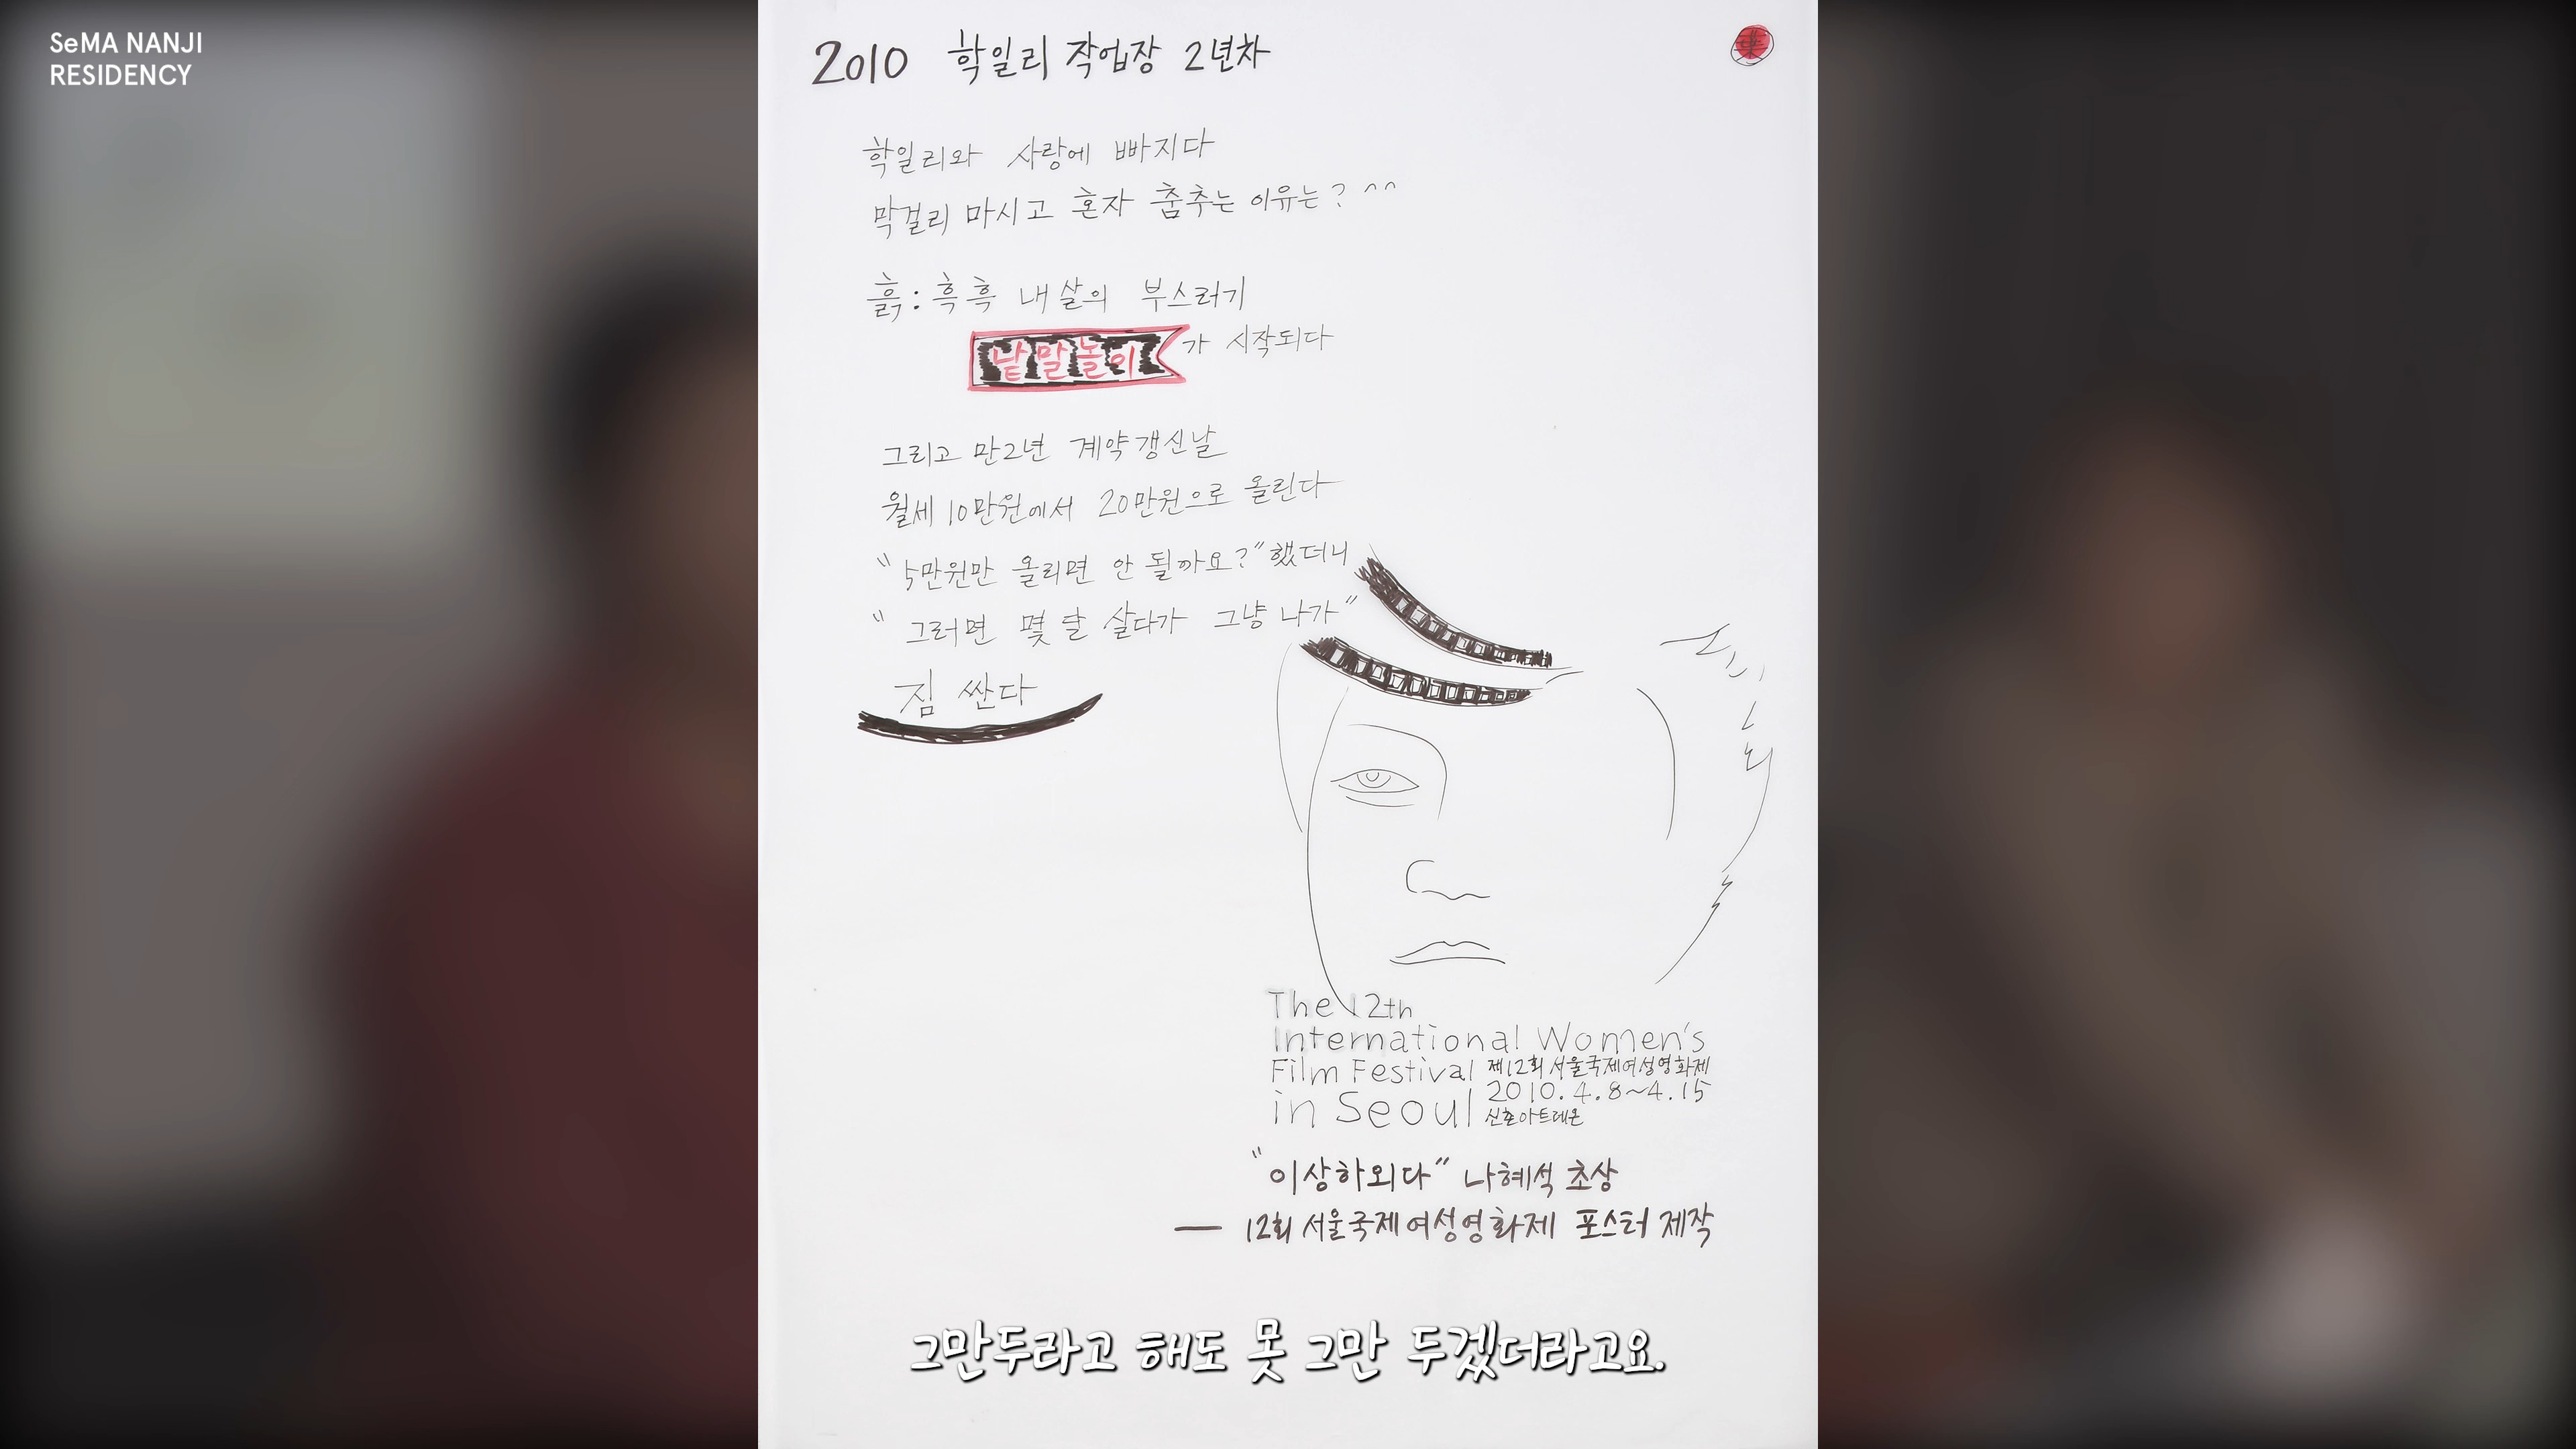 SeMA NANJI
RESIDENCY
2010 학일리 작업장 2년차
학일리와 사랑에 빠지다
막걸리 마시고 혼자 춤추는 이유는? ^^
흙: 흑흑 내 살의 부스러기
낱말놀이가 시작되다
그리고 만2년 계약갱신날
월세 10만원에서 20만원으로 올린다
"5만원만 올리면 안 될까요?" 했더니
"그러면 몇 달 살다가 그냥 나가"
짐 싼다
The 12th
International Women's
Film Festival 제12회 서울국제여성영화제
in Seoul 2010. 4. 8~4. 15
신촌아트레온
"이상하외다" 나혜석 초상
— 12회 서울국제여성영화제 포스터 제작
그만두라고 해도 못 그만 두겠더라고요.